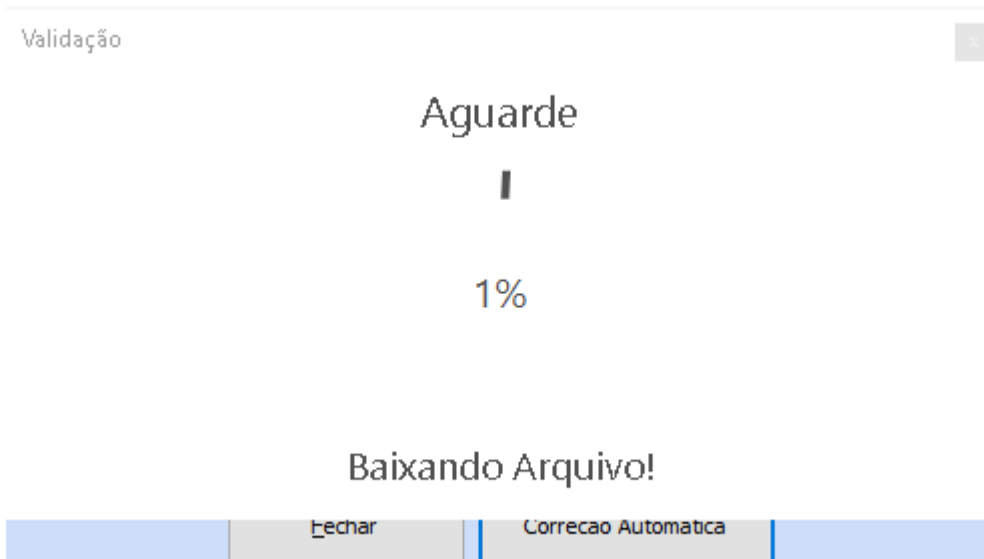 Validação
x
Aguarde
1%
Baixando Arquivo!
Fechar
Correcao Automatica